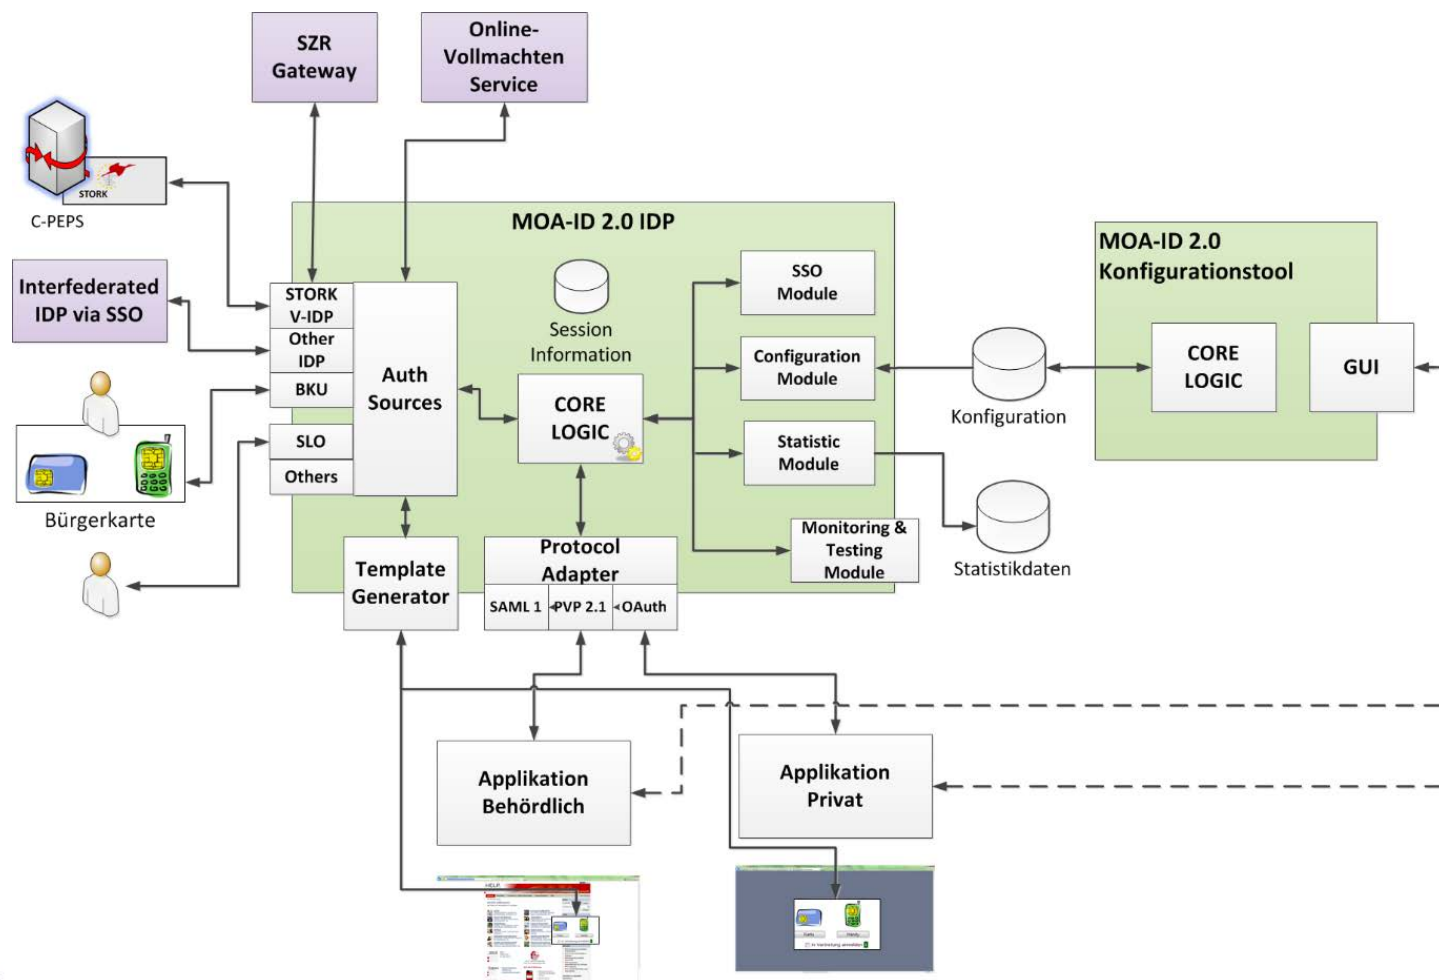 SZR
Gateway
Online-
Vollmachten
Service
STORK
C-PEPS
MOA-ID 2.0 IDP
MOA-ID 2.0
Konfigurationstool
Interfederated
IDP via SSO
STORK
V-IDP
Other
IDP
BKU
SLO
Others
Auth
Sources
Session
Information
CORE
LOGIC
SSO
Module
Configuration
Module
Statistic
Module
Monitoring &
Testing
Module
Konfiguration
Statistikdaten
CORE
LOGIC
GUI
Bürgerkarte
Template
Generator
Protocol
Adapter
SAML 1
PVP 2.1
OAuth
Applikation
Behördlich
Applikation
Privat
HELP
Karte
Handy